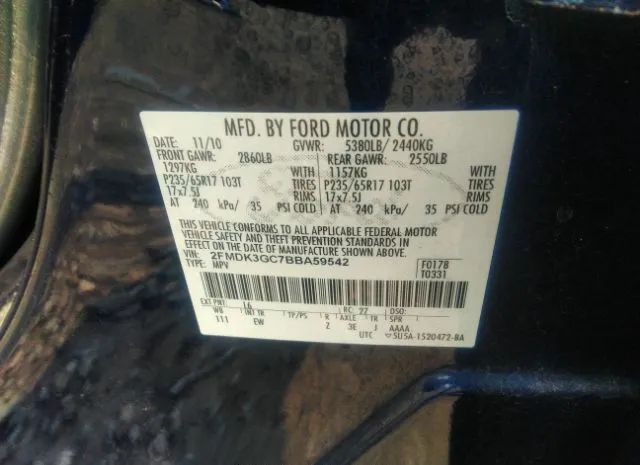 MFD. BY FORD MOTOR CO.
DATE: 11/10 GVWR: 5380LB/ 2440KG
FRONT GAWR: 2860LB REAR GAWR: 2550LB
1297KG WITH 1157KG WITH
P235/65R17 103T TIRES P235/65R17 103T TIRES
17x7.5J RIMS 17x7.5J RIMS
AT 240 kPa/ 35 PSI COLD AT 240 kPa/ 35 PSI COLD
THIS VEHICLE CONFORMS TO ALL APPLICABLE FEDERAL MOTOR
VEHICLE SAFETY AND THEFT PREVENTION STANDARDS IN
EFFECT ON THE DATE OF MANUFACTURE SHOWN ABOVE.
VIN: 2FMDK3GC7BBA59542 F0178
TYPE: MPV T0331
EXT PNT: L6 RC: 22 DSO:
WB INT TR TP/PS R AXLE TR SPR
111 EW Z 3E J AAAA
UTC 5U5A-1520472-BA